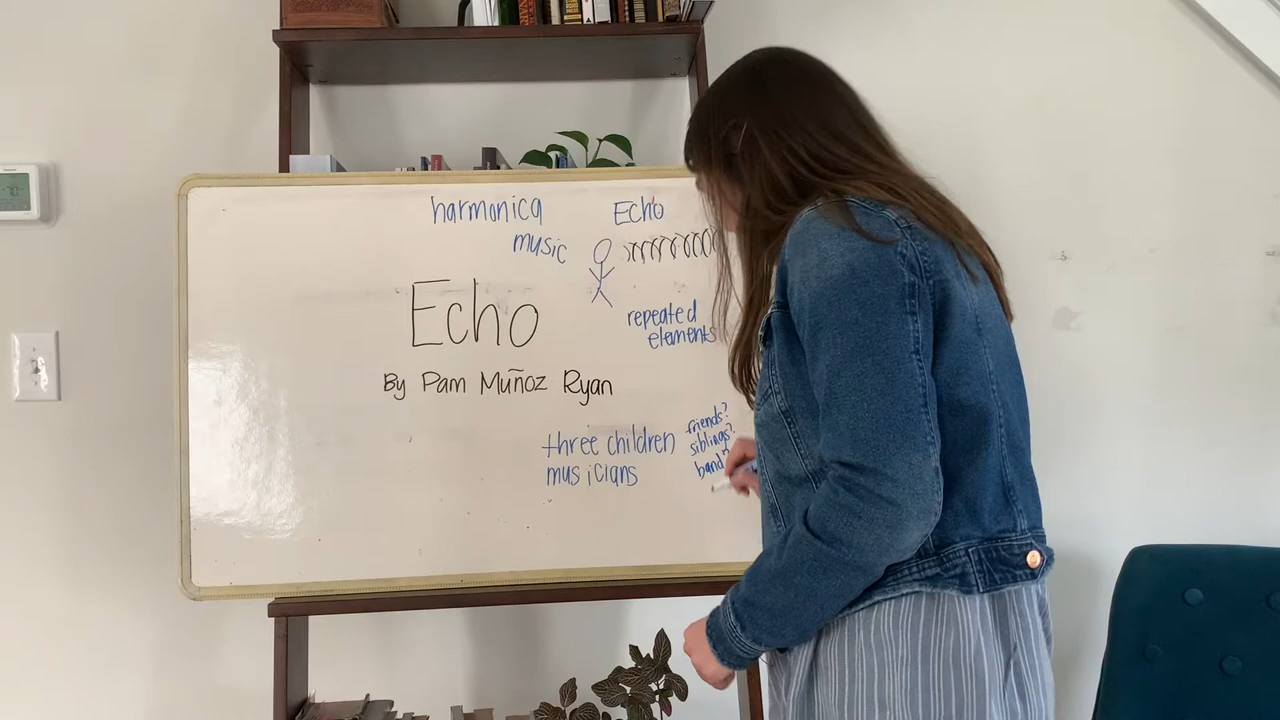 harmonica
music
Echo
repeated
elements
Echo
By Pam Muñoz Ryan
three children
musicians
friends?
siblings?
band?